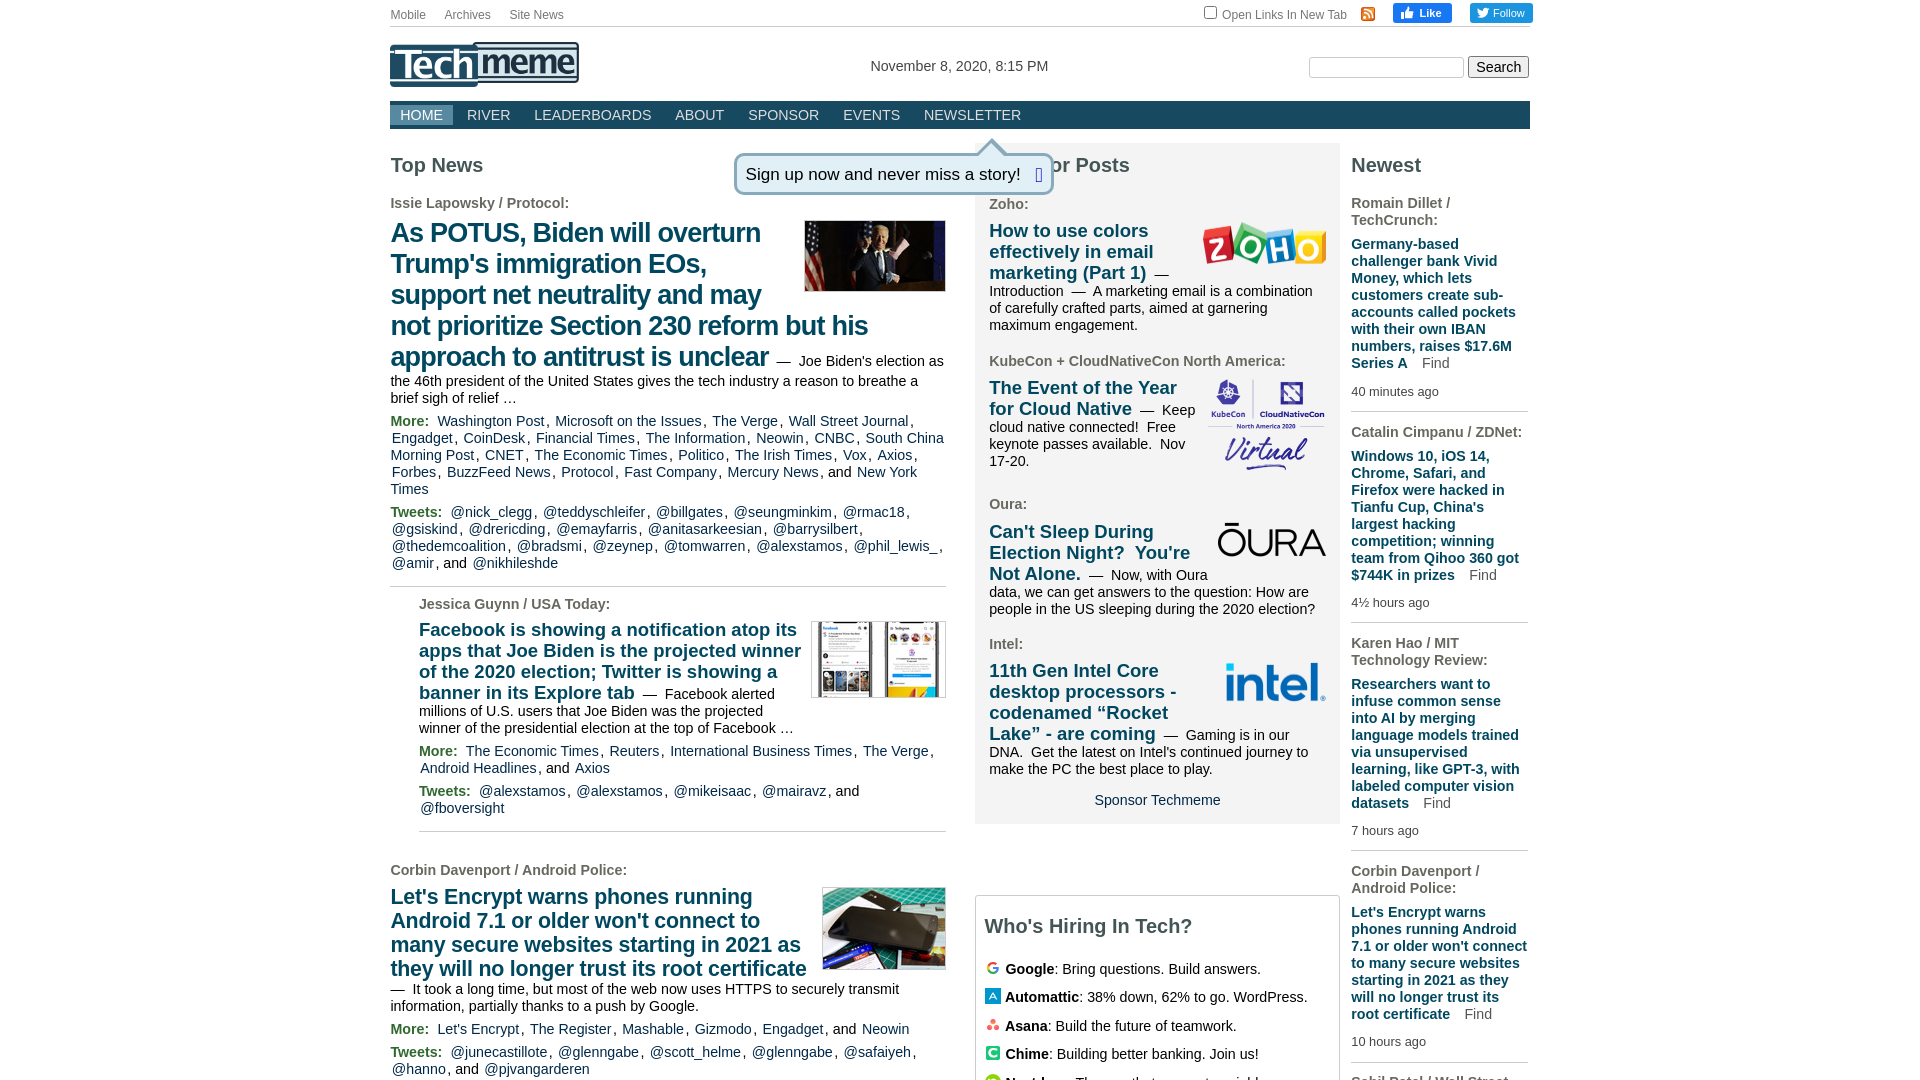 Mobile Archives Site News
Open Links In New Tab
Like
Follow
Techmeme
November 8, 2020, 8:15 PM
Search
HOME RIVER LEADERBOARDS ABOUT SPONSOR EVENTS NEWSLETTER
Sign up now and never miss a story!
Top News
Issie Lapowsky / Protocol:
As POTUS, Biden will overturn
Trump's immigration EOs,
support net neutrality and may
not prioritize Section 230 reform but his
approach to antitrust is unclear — Joe Biden's election as
the 46th president of the United States gives the tech industry a reason to breathe a
brief sigh of relief …
More: Washington Post, Microsoft on the Issues, The Verge, Wall Street Journal,
Engadget, CoinDesk, Financial Times, The Information, Neowin, CNBC, South China
Morning Post, CNET, The Economic Times, Politico, The Irish Times, Vox, Axios,
Forbes, BuzzFeed News, Protocol, Fast Company, Mercury News, and New York
Times
Tweets: @nick_clegg, @teddyschleifer, @billgates, @seungminkim, @rmac18,
@gsiskind, @drericding, @emayfarris, @anitasarkeesian, @barrysilbert,
@thedemcoalition, @bradsmi, @zeynep, @tomwarren, @alexstamos, @phil_lewis_,
@amir, and @nikhileshde
Jessica Guynn / USA Today:
Facebook is showing a notification atop its
apps that Joe Biden is the projected winner
of the 2020 election; Twitter is showing a
banner in its Explore tab — Facebook alerted
millions of U.S. users that Joe Biden was the projected
winner of the presidential election at the top of Facebook …
More: The Economic Times, Reuters, International Business Times, The Verge,
Android Headlines, and Axios
Tweets: @alexstamos, @alexstamos, @mikeisaac, @mairavz, and
@fboversight
Corbin Davenport / Android Police:
Let's Encrypt warns phones running
Android 7.1 or older won't connect to
many secure websites starting in 2021 as
they will no longer trust its root certificate
— It took a long time, but most of the web now uses HTTPS to securely transmit
information, partially thanks to a push by Google.
More: Let's Encrypt, The Register, Mashable, Gizmodo, Engadget, and Neowin
Tweets: @junecastillote, @glenngabe, @scott_helme, @glenngabe, @safaiyeh,
@hanno, and @pjvangarderen
or Posts
Zoho:
How to use colors
effectively in email
marketing (Part 1) —
Introduction — A marketing email is a combination
of carefully crafted parts, aimed at garnering
maximum engagement.
ZOHO
KubeCon + CloudNativeCon North America:
The Event of the Year
for Cloud Native — Keep
cloud native connected! Free
keynote passes available. Nov
17-20.
KubeCon CloudNativeCon
North America 2020
Virtual
Oura:
Can't Sleep During
Election Night? You're
Not Alone. — Now, with Oura
data, we can get answers to the question: How are
people in the US sleeping during the 2020 election?
ŌURA
Intel:
11th Gen Intel Core
desktop processors -
codenamed “Rocket
Lake” - are coming — Gaming is in our
DNA. Get the latest on Intel's continued journey to
make the PC the best place to play.
intel®
Sponsor Techmeme
Who's Hiring In Tech?
Google: Bring questions. Build answers.
Automattic: 38% down, 62% to go. WordPress.
Asana: Build the future of teamwork.
Chime: Building better banking. Join us!
Newest
Romain Dillet /
TechCrunch:
Germany-based
challenger bank Vivid
Money, which lets
customers create sub-
accounts called pockets
with their own IBAN
numbers, raises $17.6M
Series A Find
40 minutes ago
Catalin Cimpanu / ZDNet:
Windows 10, iOS 14,
Chrome, Safari, and
Firefox were hacked in
Tianfu Cup, China's
largest hacking
competition; winning
team from Qihoo 360 got
$744K in prizes Find
4½ hours ago
Karen Hao / MIT
Technology Review:
Researchers want to
infuse common sense
into AI by merging
language models trained
via unsupervised
learning, like GPT-3, with
labeled computer vision
datasets Find
7 hours ago
Corbin Davenport /
Android Police:
Let's Encrypt warns
phones running Android
7.1 or older won't connect
to many secure websites
starting in 2021 as they
will no longer trust its
root certificate Find
10 hours ago